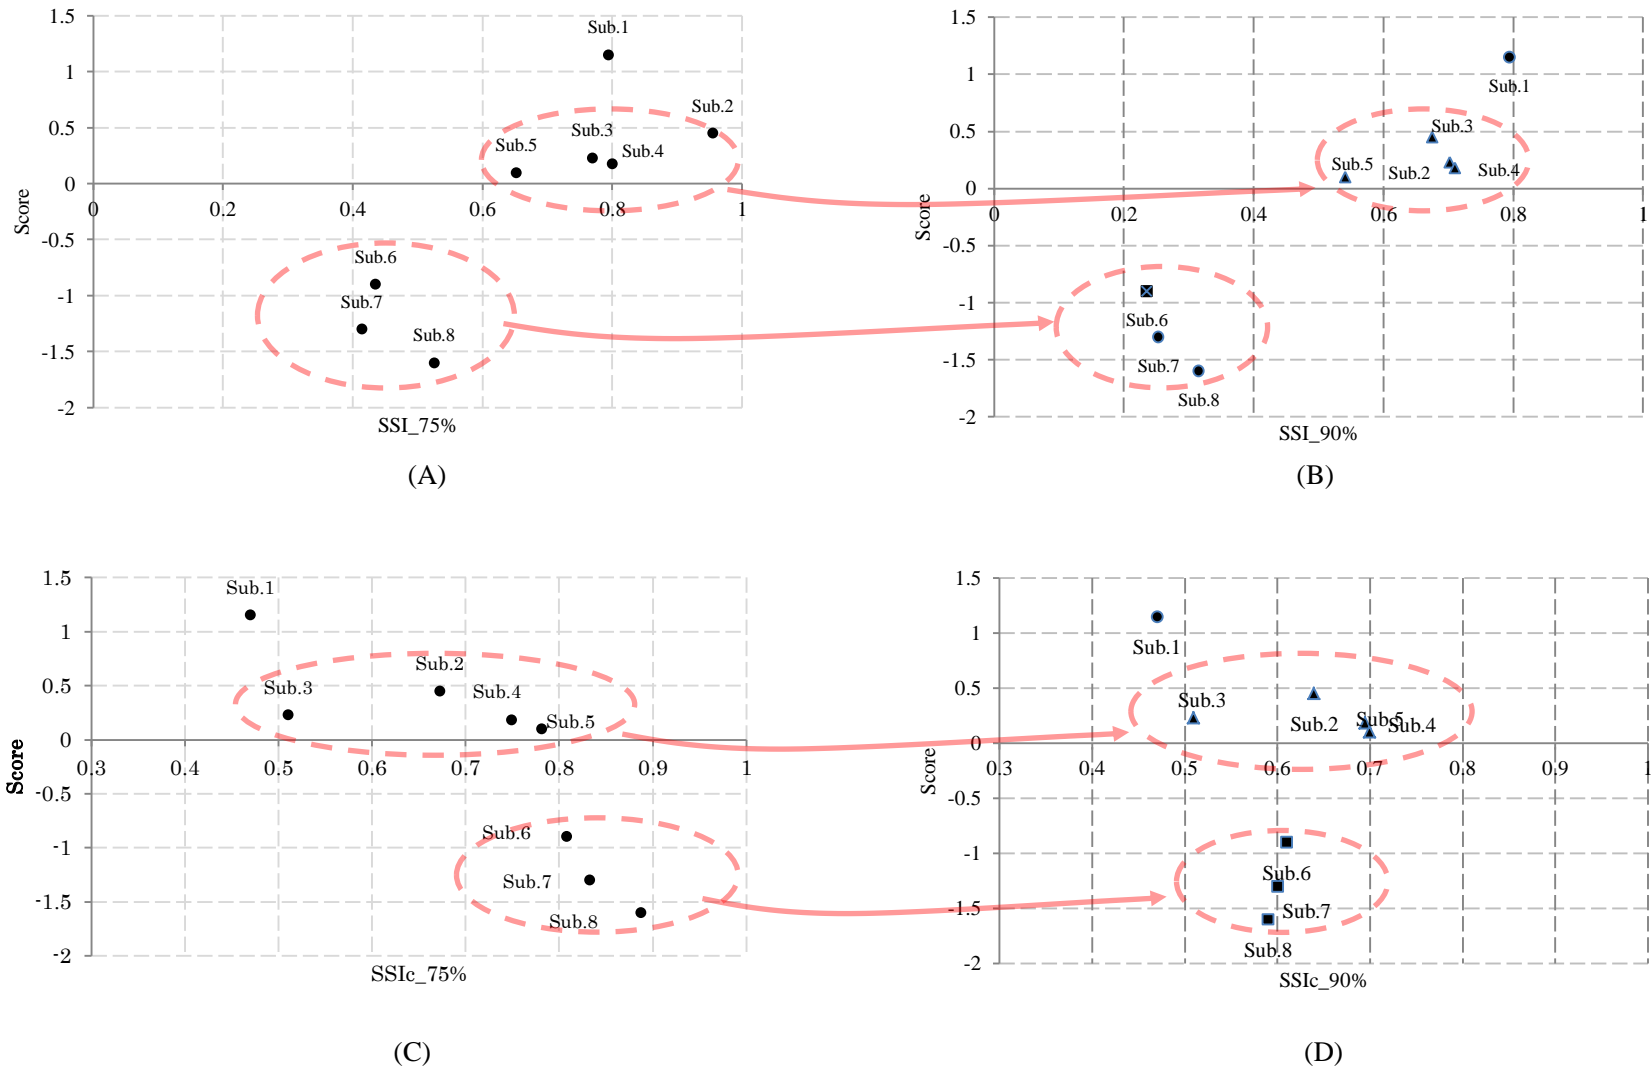 1.5
1
0.5
0
-0.5
-1
-1.5
-2
0
0.4
0.6
0.8
1
Score
Sub.1
Sub.2
Sub.3
Sub.5
Sub.4
Sub.6
Sub.7
Sub.8
SSI_75%
(A)
1.5
1
0.5
0
-0.5
-1
-1.5
-2
0
0.2
0.4
0.6
0.8
1
Score
Sub.1
Sub.3
Sub.5
Sub.2
Sub.4
Sub.6
Sub.7
Sub.8
SSI_90%
(B)
1.5
1
0.5
0
-0.5
-1
-1.5
-2
0.3
0.4
0.5
0.6
0.7
0.8
0.9
1
Score
Sub.1
Sub.2
Sub.3
Sub.4
Sub.5
Sub.6
Sub.7
Sub.8
SSIc_75%
(C)
1.5
1
0.5
0
-0.5
-1
-1.5
-2
0.3
0.4
0.5
0.6
0.7
0.8
0.9
1
Score
Sub.1
Sub.3
Sub.2
Sub.5
Sub.4
Sub.6
Sub.7
Sub.8
SSIc_90%
(D)